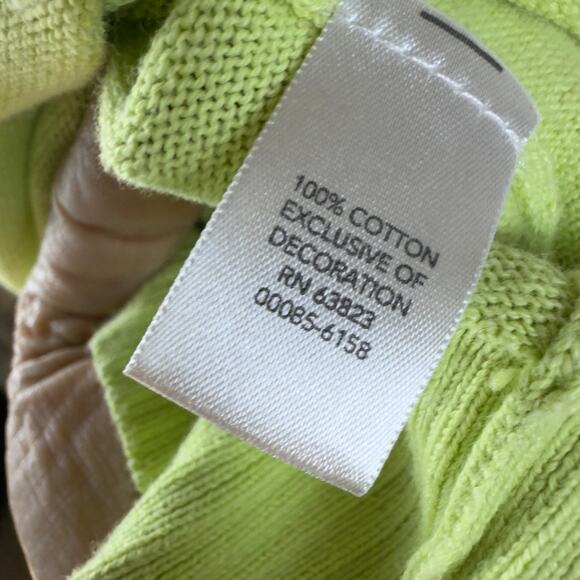 100% COTTON
EXCLUSIVE OF
DECORATION
RN 63823
00085-6158